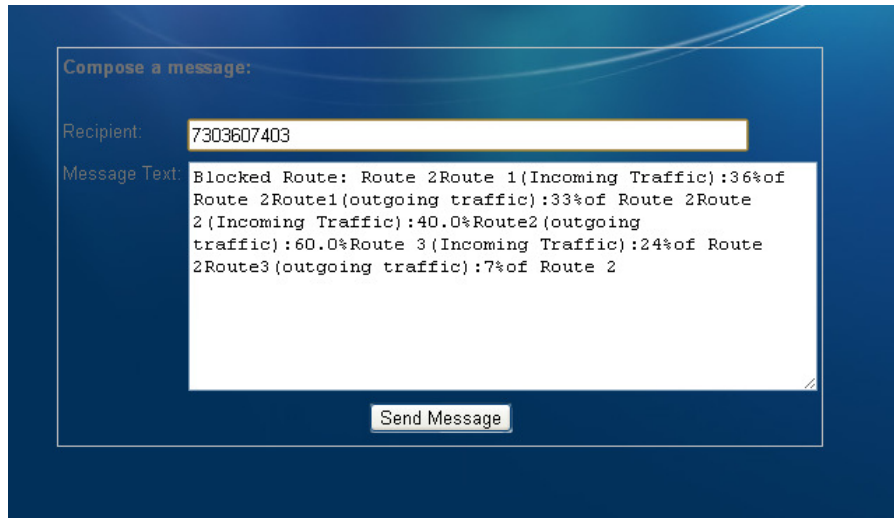 Compose a message:
Recipient: 7303607403
Message Text: Blocked Route: Route 2Route 1(Incoming Traffic):36%of
Route 2Route1(outgoing traffic):33%of Route 2Route
2(Incoming Traffic):40.0%Route2(outgoing
traffic):60.0%Route 3(Incoming Traffic):24%of Route
2Route3(outgoing traffic):7%of Route 2
Send Message